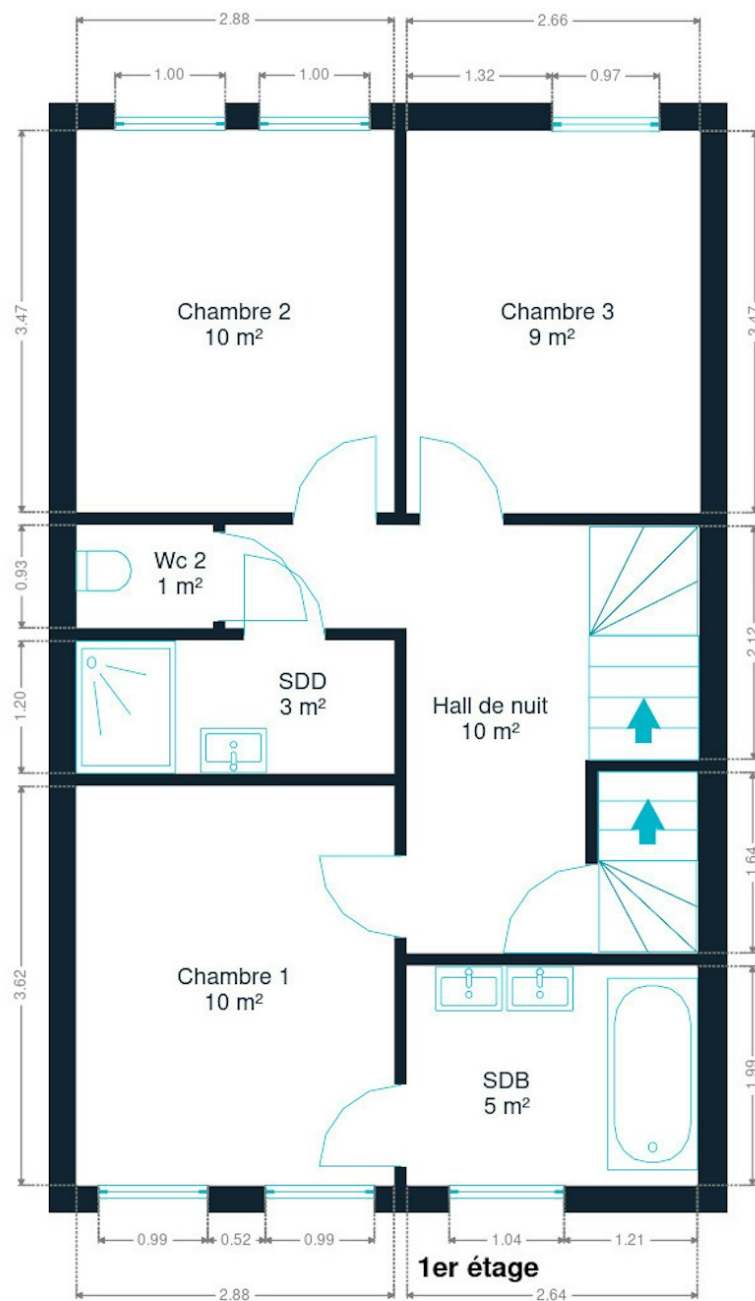 2.88
2.66
1.00
1.00
1.32
0.97
3.47
3.47
Chambre 2
10 m²
Chambre 3
9 m²
0.93
Wc 2
1 m²
2.12
1.20
SDD
3 m²
Hall de nuit
10 m²
1.64
3.62
Chambre 1
10 m²
SDB
5 m²
1.99
0.99
0.52
0.99
1.04
1.21
1er étage
2.88
2.64